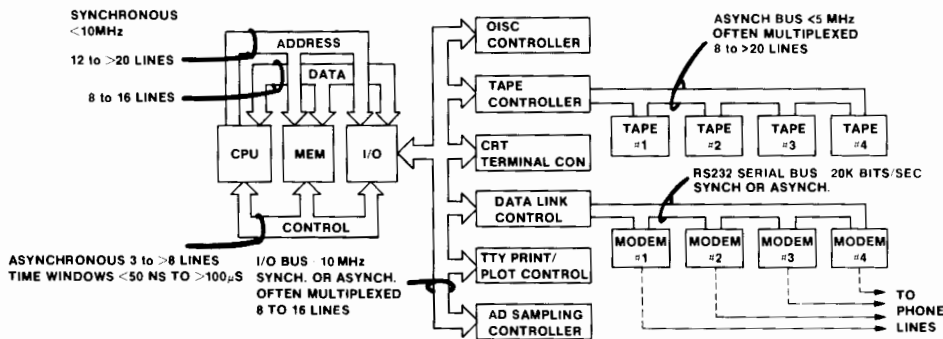 SYNCHRONOUS
<10MHz
12 to >20 LINES
8 to 16 LINES
ADDRESS
DATA
CPU
MEM
I/O
CONTROL
ASYNCHRONOUS 3 to >8 LINES
TIME WINDOWS <50 NS TO >100µS
I/O BUS 10 MHz
SYNCH. OR ASYNCH.
OFTEN MULTIPLEXED
8 TO 16 LINES
OISC
CONTROLLER
TAPE
CONTROLLER
CRT
TERMINAL CON
DATA LINK
CONTROL
TTY PRINT/
PLOT CONTROL
AD SAMPLING
CONTROLLER
ASYNCH BUS <5 MHz
OFTEN MULTIPLEXED
8 to >20 LINES
TAPE
#1
TAPE
#2
TAPE
#3
TAPE
#4
RS232 SERIAL BUS 20K BITS/SEC
SYNCH OR ASYNCH.
MODEM
#1
MODEM
#2
MODEM
#3
MODEM
#4
TO
PHONE
LINES